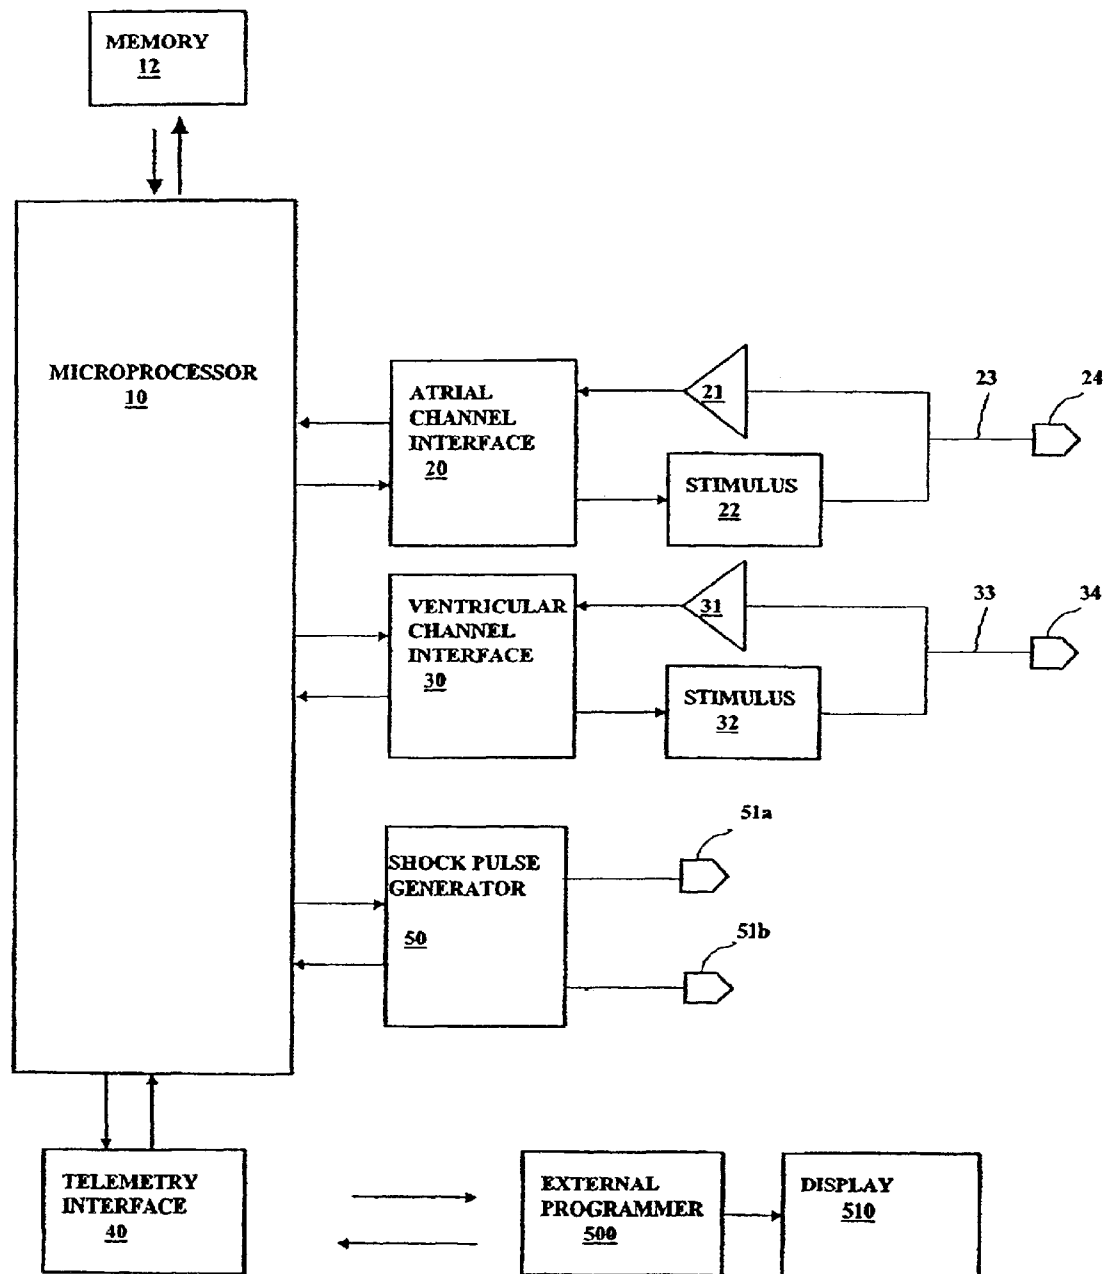 MEMORY
12
MICROPROCESSOR
10
ATRIAL
CHANNEL
INTERFACE
20
21
STIMULUS
22
23
24
VENTRICULAR
CHANNEL
INTERFACE
30
31
STIMULUS
32
33
34
SHOCK PULSE
GENERATOR
50
51a
51b
TELEMETRY
INTERFACE
40
EXTERNAL
PROGRAMMER
500
DISPLAY
510